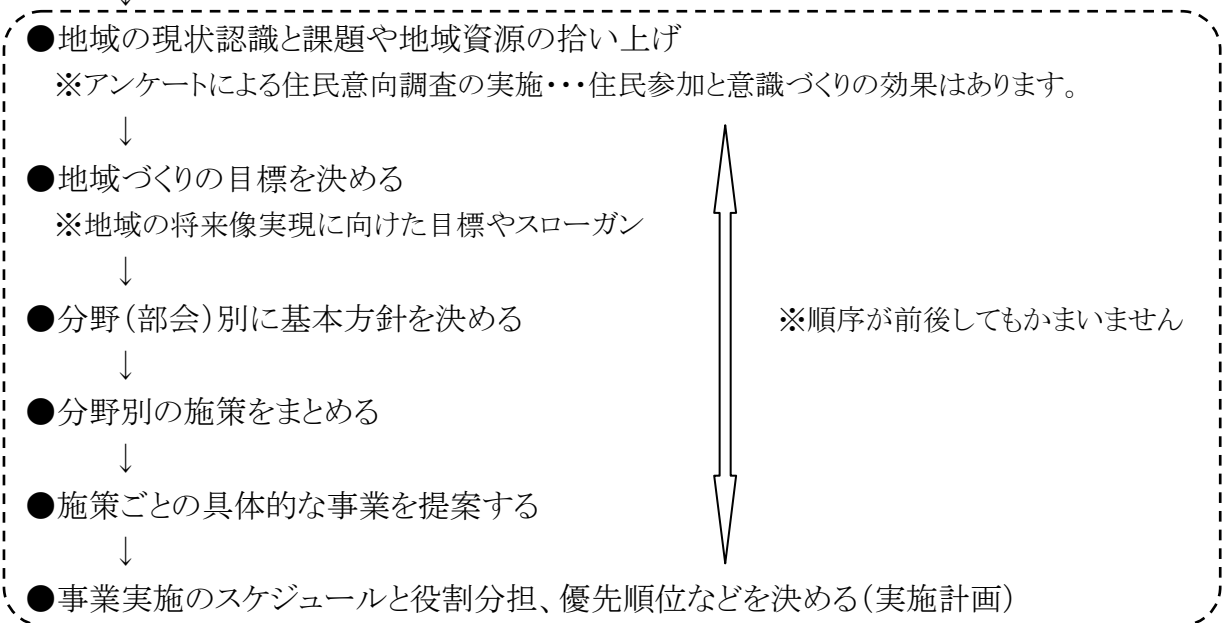 ↓
●地域の現状認識と課題や地域資源の拾い上げ
※アンケートによる住民意向調査の実施・・・住民参加と意識づくりの効果はあります。
↓
●地域づくりの目標を決める
※地域の将来像実現に向けた目標やスローガン
↓
●分野(部会)別に基本方針を決める
※順序が前後してもかまいません
↓
●分野別の施策をまとめる
↓
●施策ごとの具体的な事業を提案する
↓
●事業実施のスケジュールと役割分担、優先順位などを決める(実施計画)